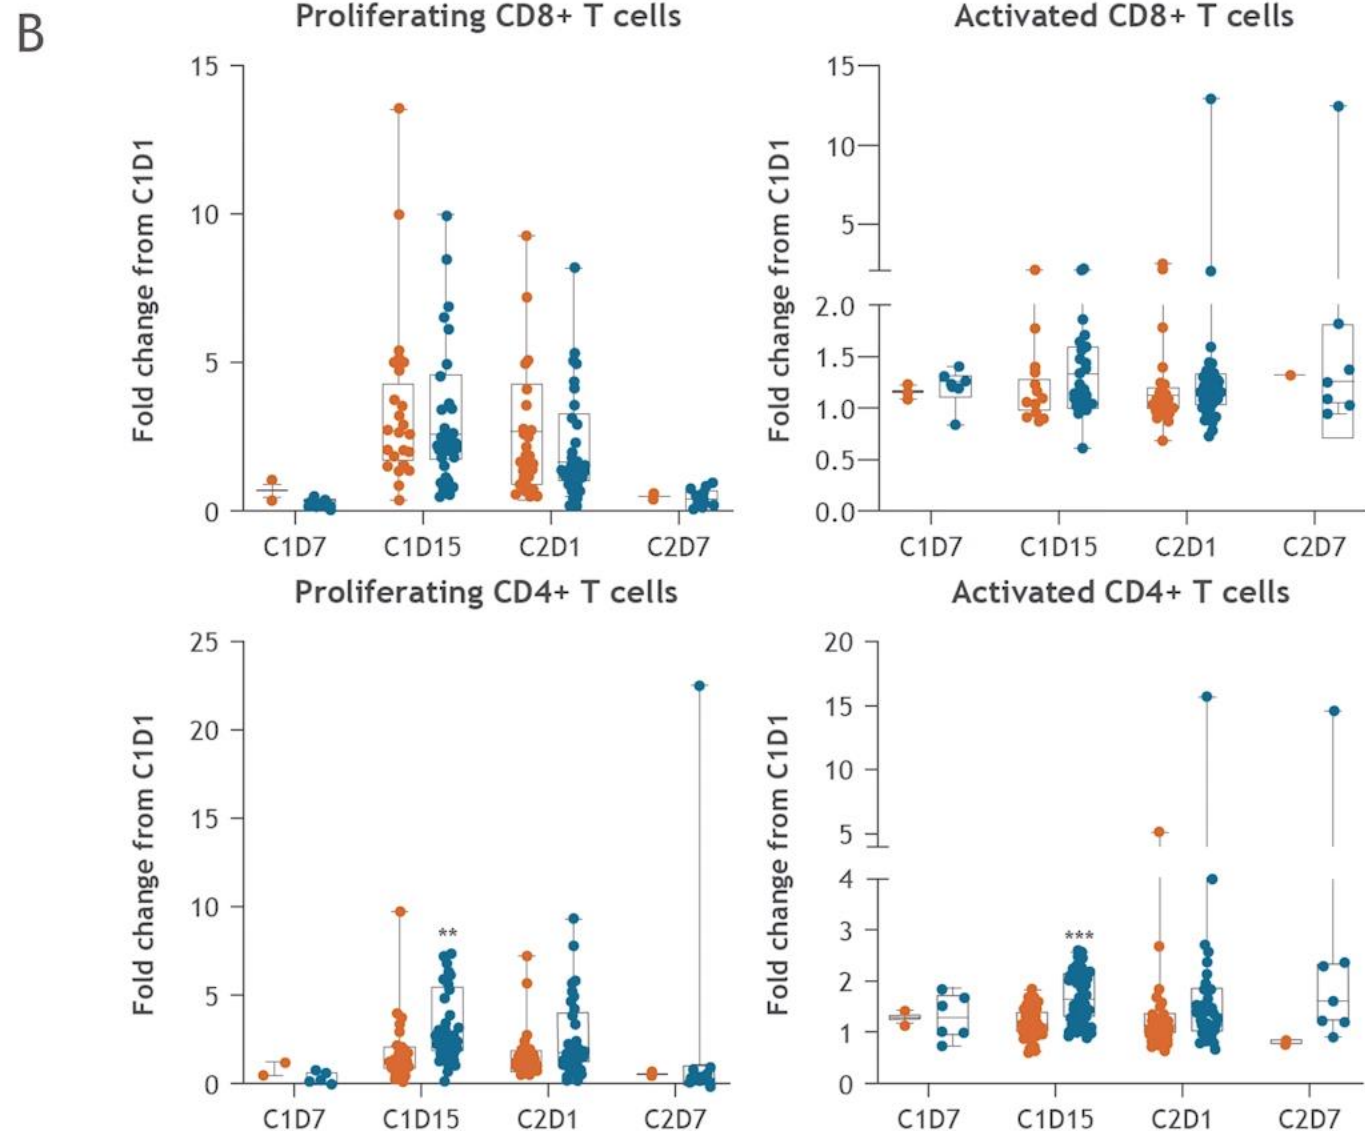 B
Proliferating CD8+ T cells
Fold change from C1D1
15
10
5
0
C1D7 C1D15 C2D1 C2D7
Activated CD8+ T cells
Fold change from C1D1
15
10
5
2.0
1.5
1.0
0.5
0.0
C1D7 C1D15 C2D1 C2D7
Proliferating CD4+ T cells
Fold change from C1D1
25
20
15
10
5
0
**
C1D7 C1D15 C2D1 C2D7
Activated CD4+ T cells
Fold change from C1D1
20
15
10
5
4
3
2
1
0
***
C1D7 C1D15 C2D1 C2D7